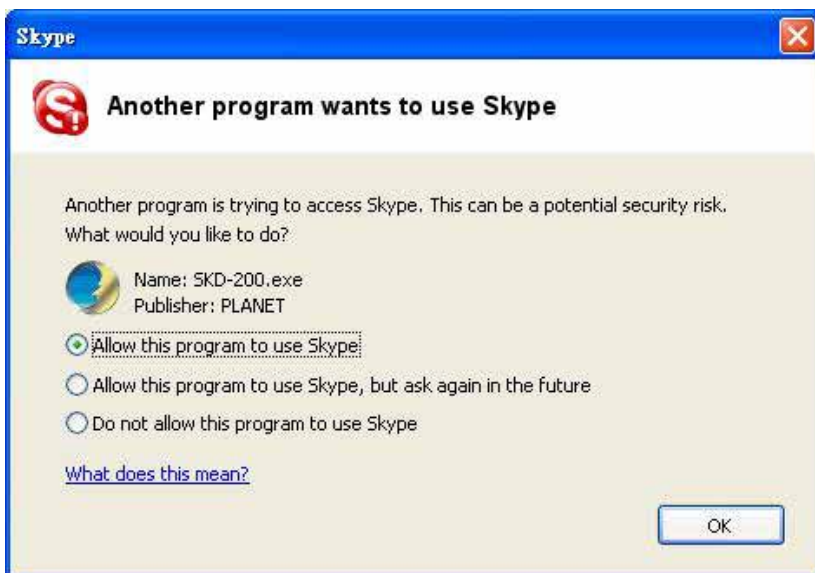 Skype
Another program wants to use Skype
Another program is trying to access Skype. This can be a potential security risk.
What would you like to do?
Name: SKD-200.exe
Publisher: PLANET
Allow this program to use Skype
Allow this program to use Skype, but ask again in the future
Do not allow this program to use Skype
What does this mean?
OK